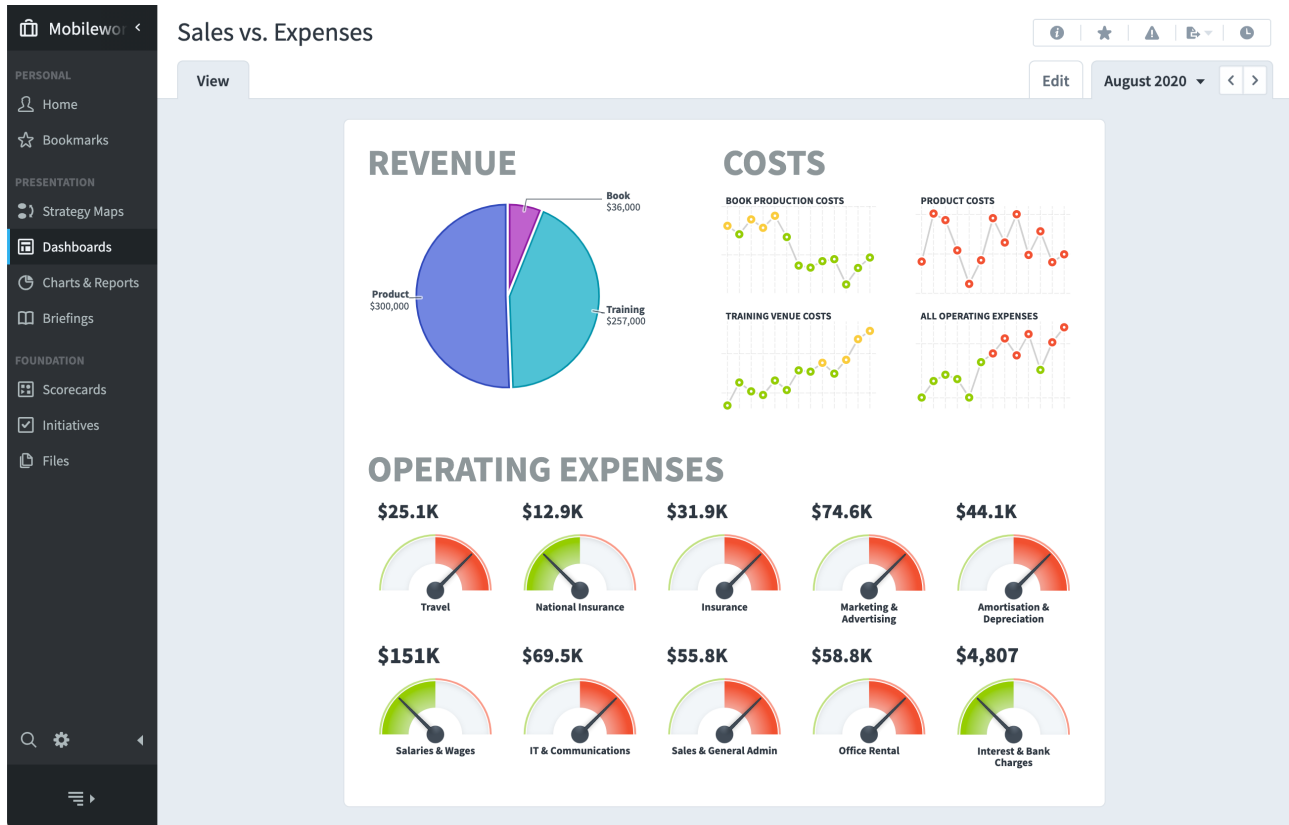 Mobilewor
Sales vs. Expenses
View
Edit
August 2020
PERSONAL
Home
Bookmarks
PRESENTATION
Strategy Maps
Dashboards
Charts & Reports
Briefings
FOUNDATION
Scorecards
Initiatives
Files
REVENUE
Book
$36,000
Product
$300,000
Training
$257,000
COSTS
BOOK PRODUCTION COSTS
PRODUCT COSTS
TRAINING VENUE COSTS
ALL OPERATING EXPENSES
OPERATING EXPENSES
$25.1K
Travel
$12.9K
National Insurance
$31.9K
Insurance
$74.6K
Marketing &
Advertising
$44.1K
Amortisation &
Depreciation
$151K
Salaries & Wages
$69.5K
IT & Communications
$55.8K
Sales & General Admin
$58.8K
Office Rental
$4,807
Interest & Bank
Charges